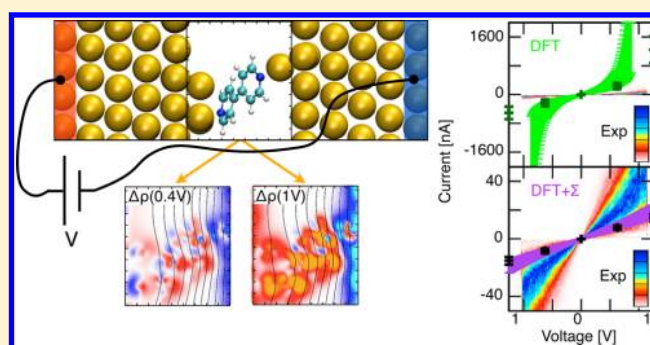 V
Δρ(0.4V)
Δρ(1V)
DFT
1600
0
-1600
Exp
Current [nA]
DFT+Σ
40
0
-40
Exp
1
0
1
Voltage [V]